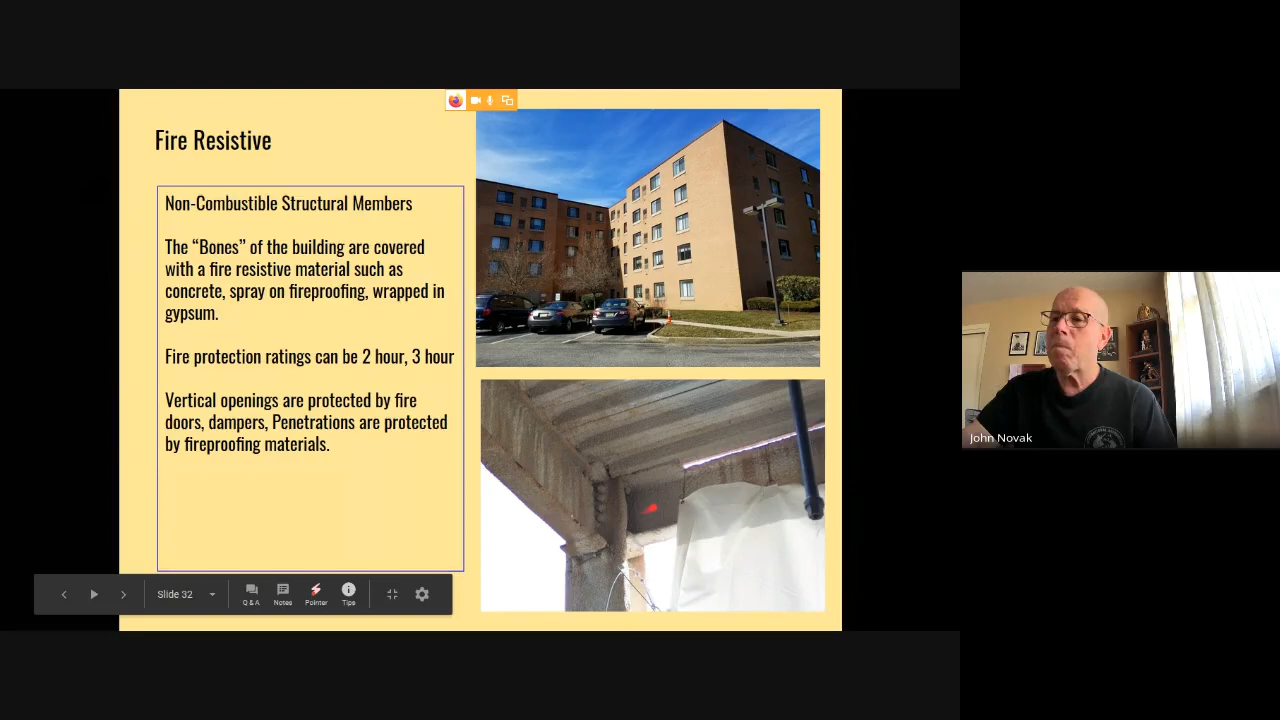 Fire Resistive
Non-Combustible Structural Members
The “Bones” of the building are covered
with a fire resistive material such as
concrete, spray on fireproofing, wrapped in
gypsum.
Fire protection ratings can be 2 hour, 3 hour
Vertical openings are protected by fire
doors, dampers, Penetrations are protected
by fireproofing materials.
Slide 32
Q & A
Notes
Pointer
Tips
John Novak